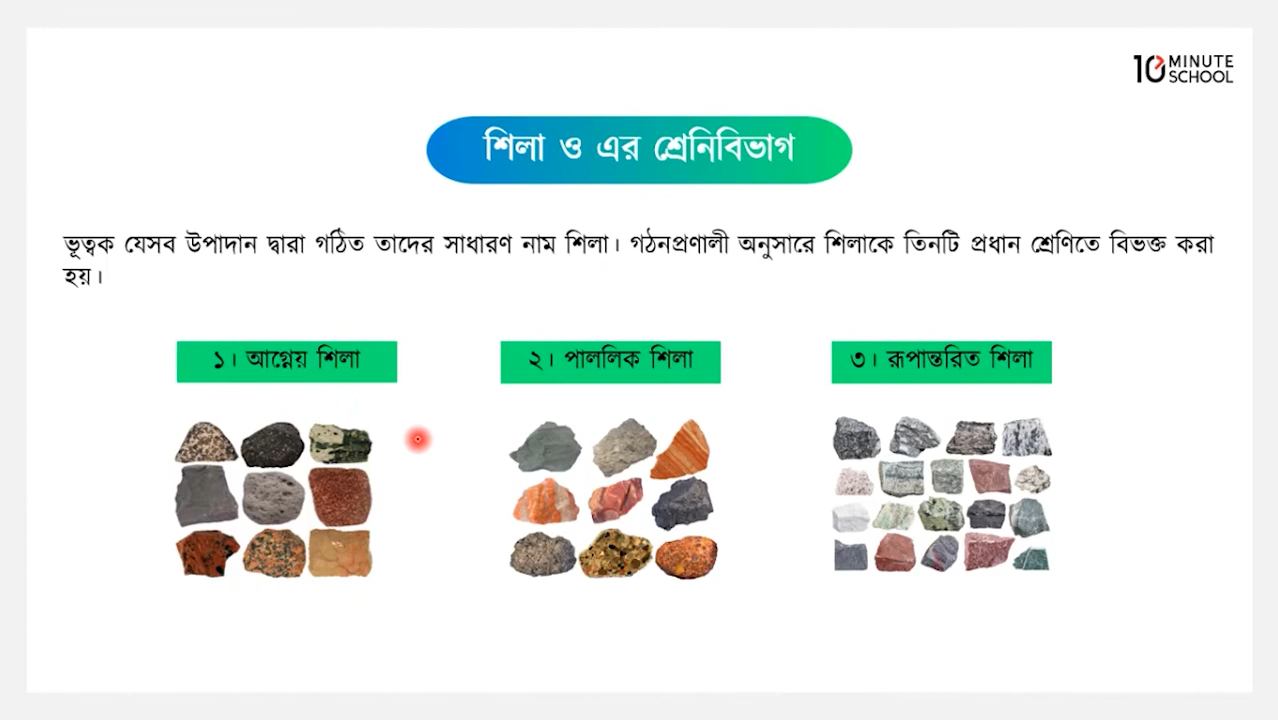 10 MINUTE
SCHOOL
শিলা ও এর শ্রেনিবিভাগ
ভূত্বক যেসব উপাদান দ্বারা গঠিত তাদের সাধারণ নাম শিলা। গঠনপ্রণালী অনুসারে শিলাকে তিনটি প্রধান শ্রেণিতে বিভক্ত করা
হয়।
১। আগ্নেয় শিলা
২। পাললিক শিলা
৩। রূপান্তরিত শিলা